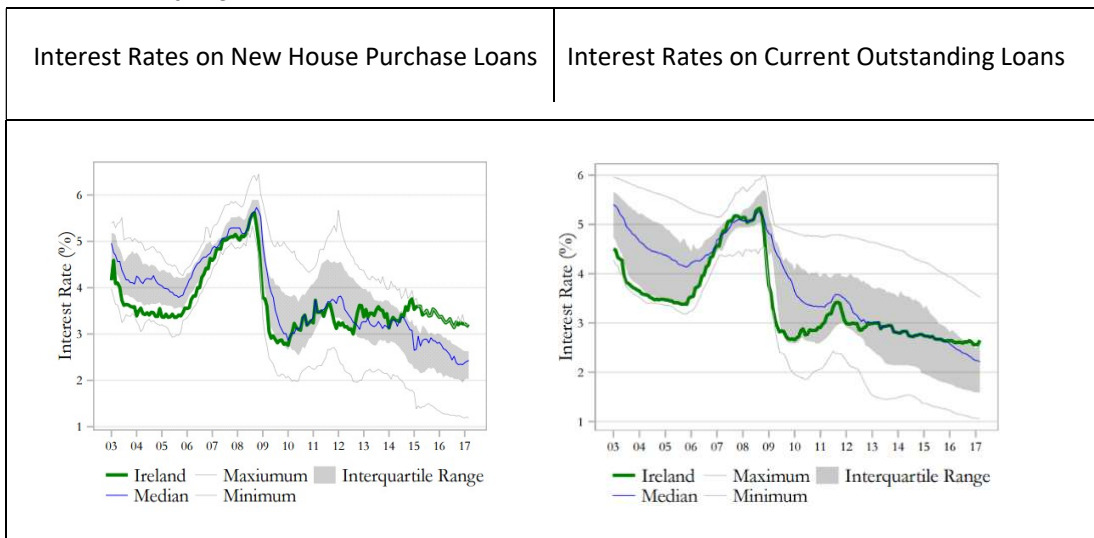 Interest Rates on New House Purchase Loans
Interest Rates on Current Outstanding Loans
Interest Rate (%)
6
5
4
3
2
1
03 04 05 06 07 08 09 10 11 12 13 14 15 16 17
Ireland Maxiumum Interquartile Range
Median Minimum
Interest Rate (%)
6
5
4
3
2
1
03 04 05 06 07 08 09 10 11 12 13 14 15 16 17
Ireland Maximum Interquartile Range
Median Minimum